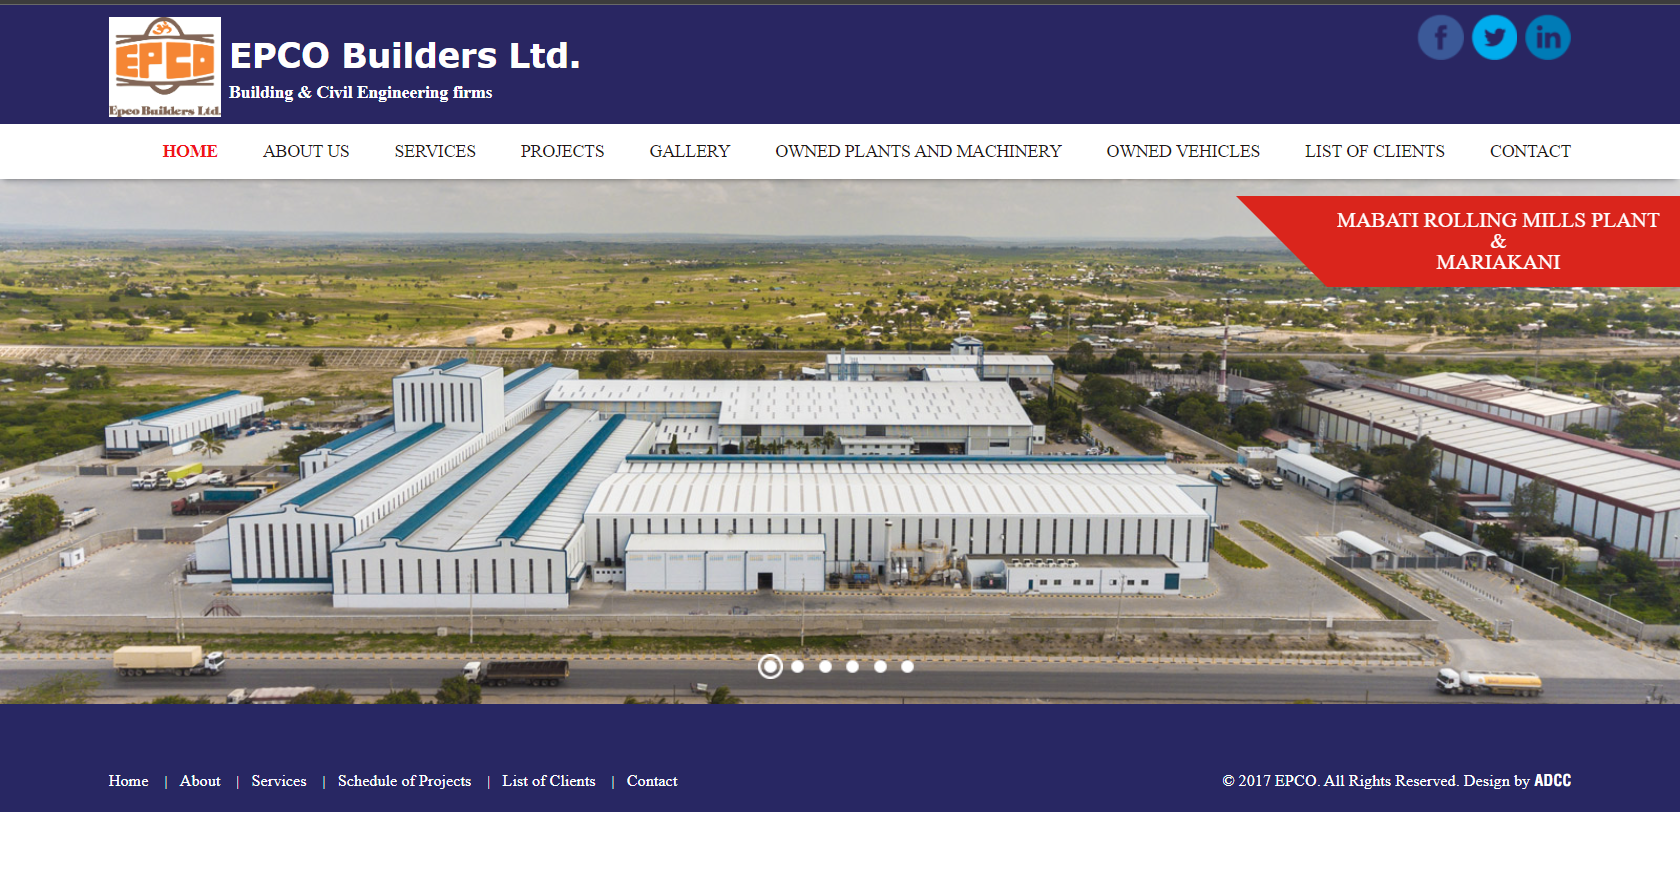 EPCO
Epco Builders Ltd.
EPCO Builders Ltd.
Building & Civil Engineering firms
HOME ABOUT US SERVICES PROJECTS GALLERY OWNED PLANTS AND MACHINERY OWNED VEHICLES LIST OF CLIENTS CONTACT
MABATI ROLLING MILLS PLANT
&
MARIAKANI
Home | About | Services | Schedule of Projects | List of Clients | Contact
© 2017 EPCO. All Rights Reserved. Design by ADCC